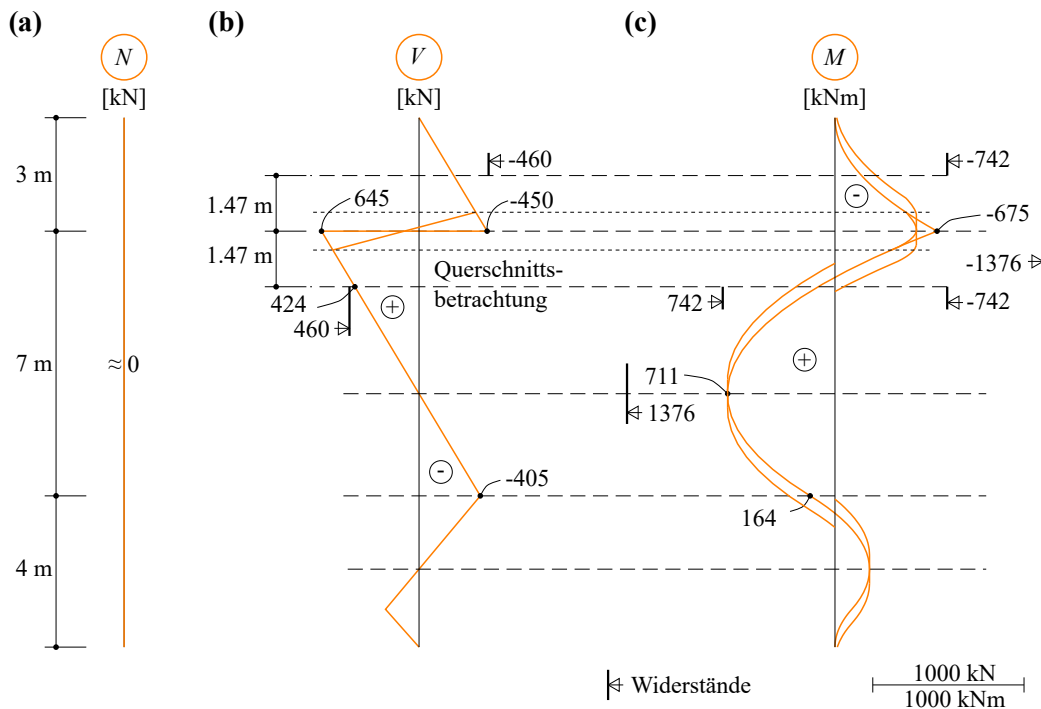 (a)
(b)
(c)
N
V
M
[kN]
[kN]
[kNm]
3 m
-460
-742
1.47 m
645
-450
-
-675
1.47 m
Querschnitts-
betrachtung
-1376
424
+
742
-742
460
7 m
≈ 0
711
+
1376
-
-405
164
4 m
Widerstände
1000 kN
1000 kNm